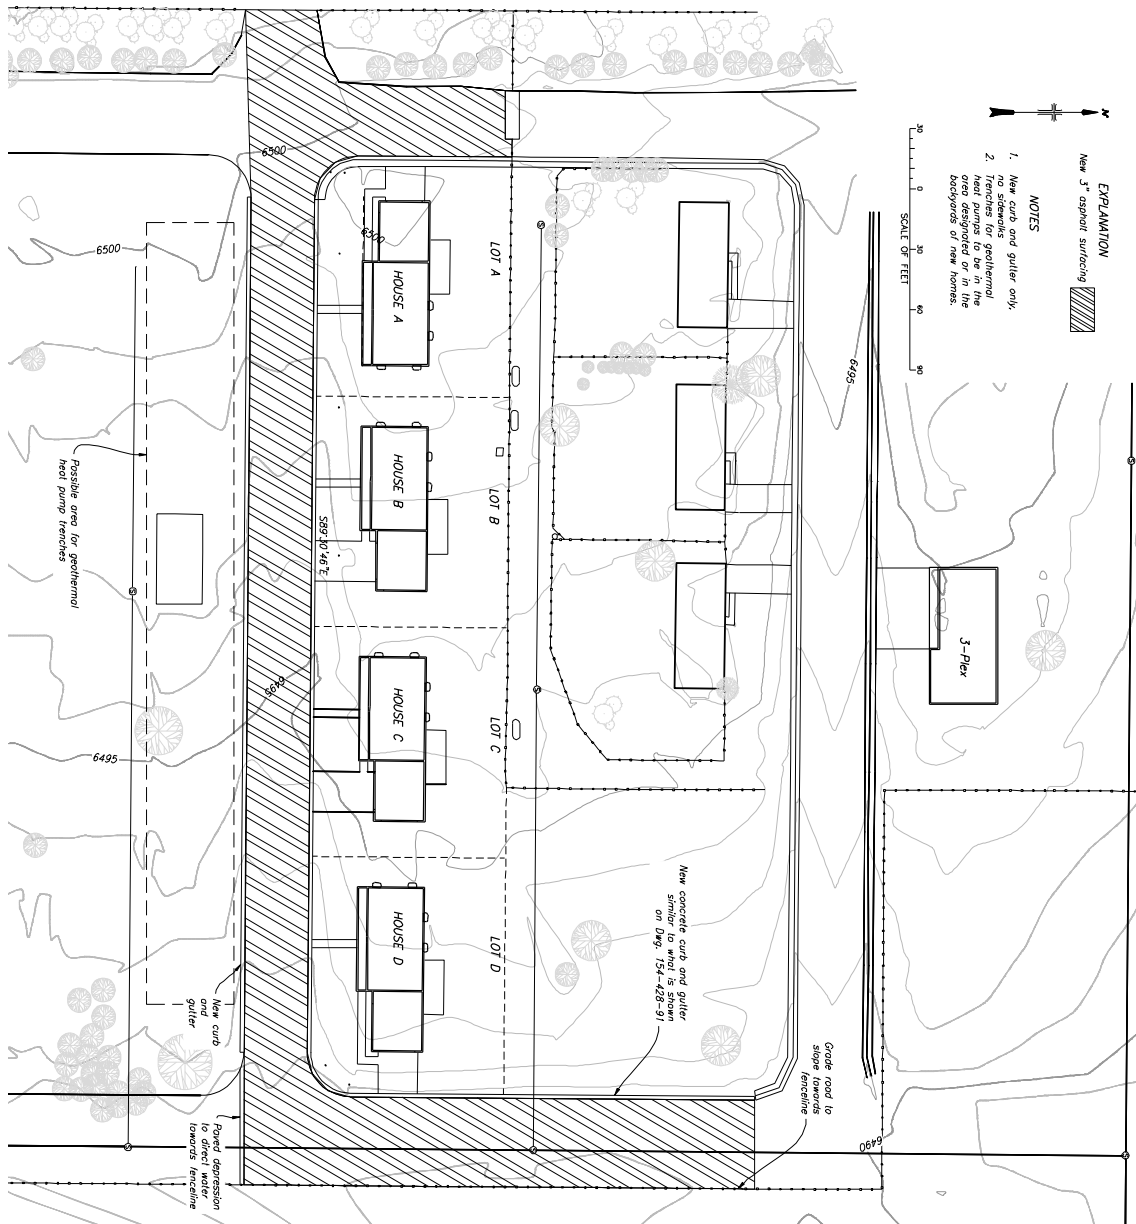 N
EXPLANATION
New 3" asphalt surfacing
NOTES
1. New curb and gutter only,
no sidewalks
2. Trenches for geothermal
heat pumps to be in the
area designated or in the
backyards of new homes.
30 0 30 60 90
SCALE OF FEET
6495
3-Plex
6490
Grade road to
slope towards
fenceline
New concrete curb and gutter
similar to what is shown
on Dwg. 154-428-91
LOT A
LOT B
LOT C
LOT D
HOUSE A
HOUSE B
HOUSE C
HOUSE D
6500
S89°30'46"E
6500
6495
New curb
and
gutter
Paved depression
to direct water
towards fenceline
6500
6495
Possible area for geothermal
heat pump trenches
S
S
S
S
S
S
S
S